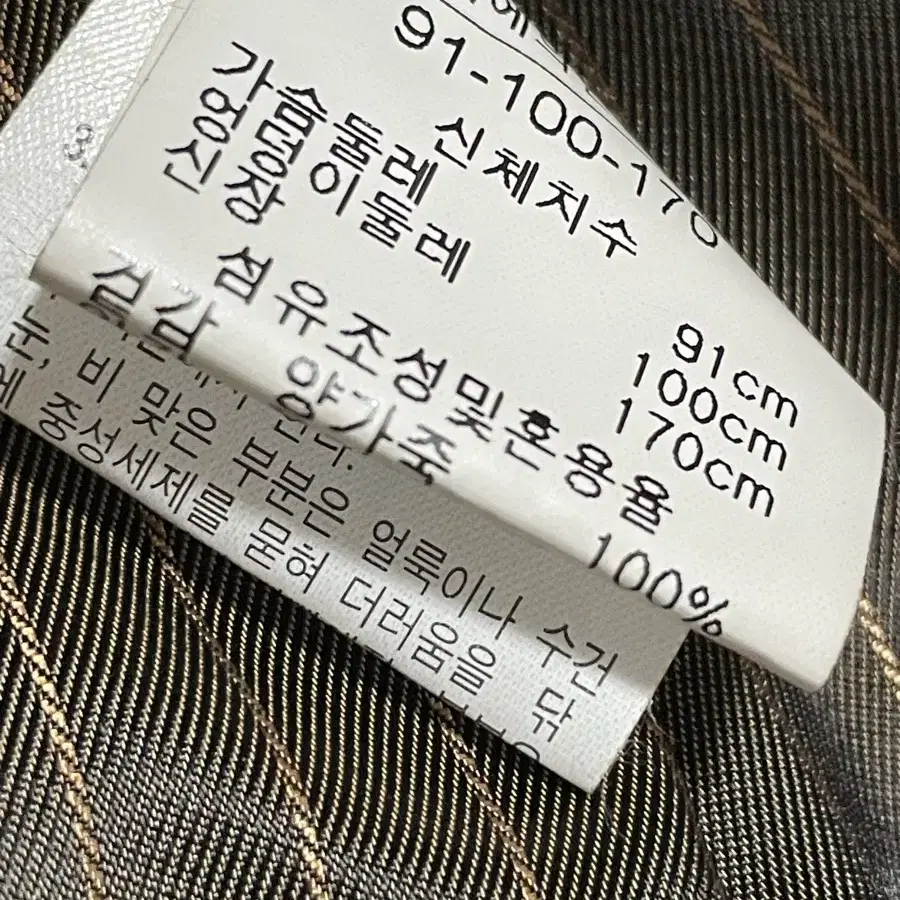 91-100-170
신체치수
가슴둘레 91cm
엉덩이둘레 100cm
신장 170cm
섬유조성및혼용율
겉감 양가죽 100%
3.
눈, 비 맞은 부분은 얼룩이나 수건
중성세제를 묻혀 더러움을 닦